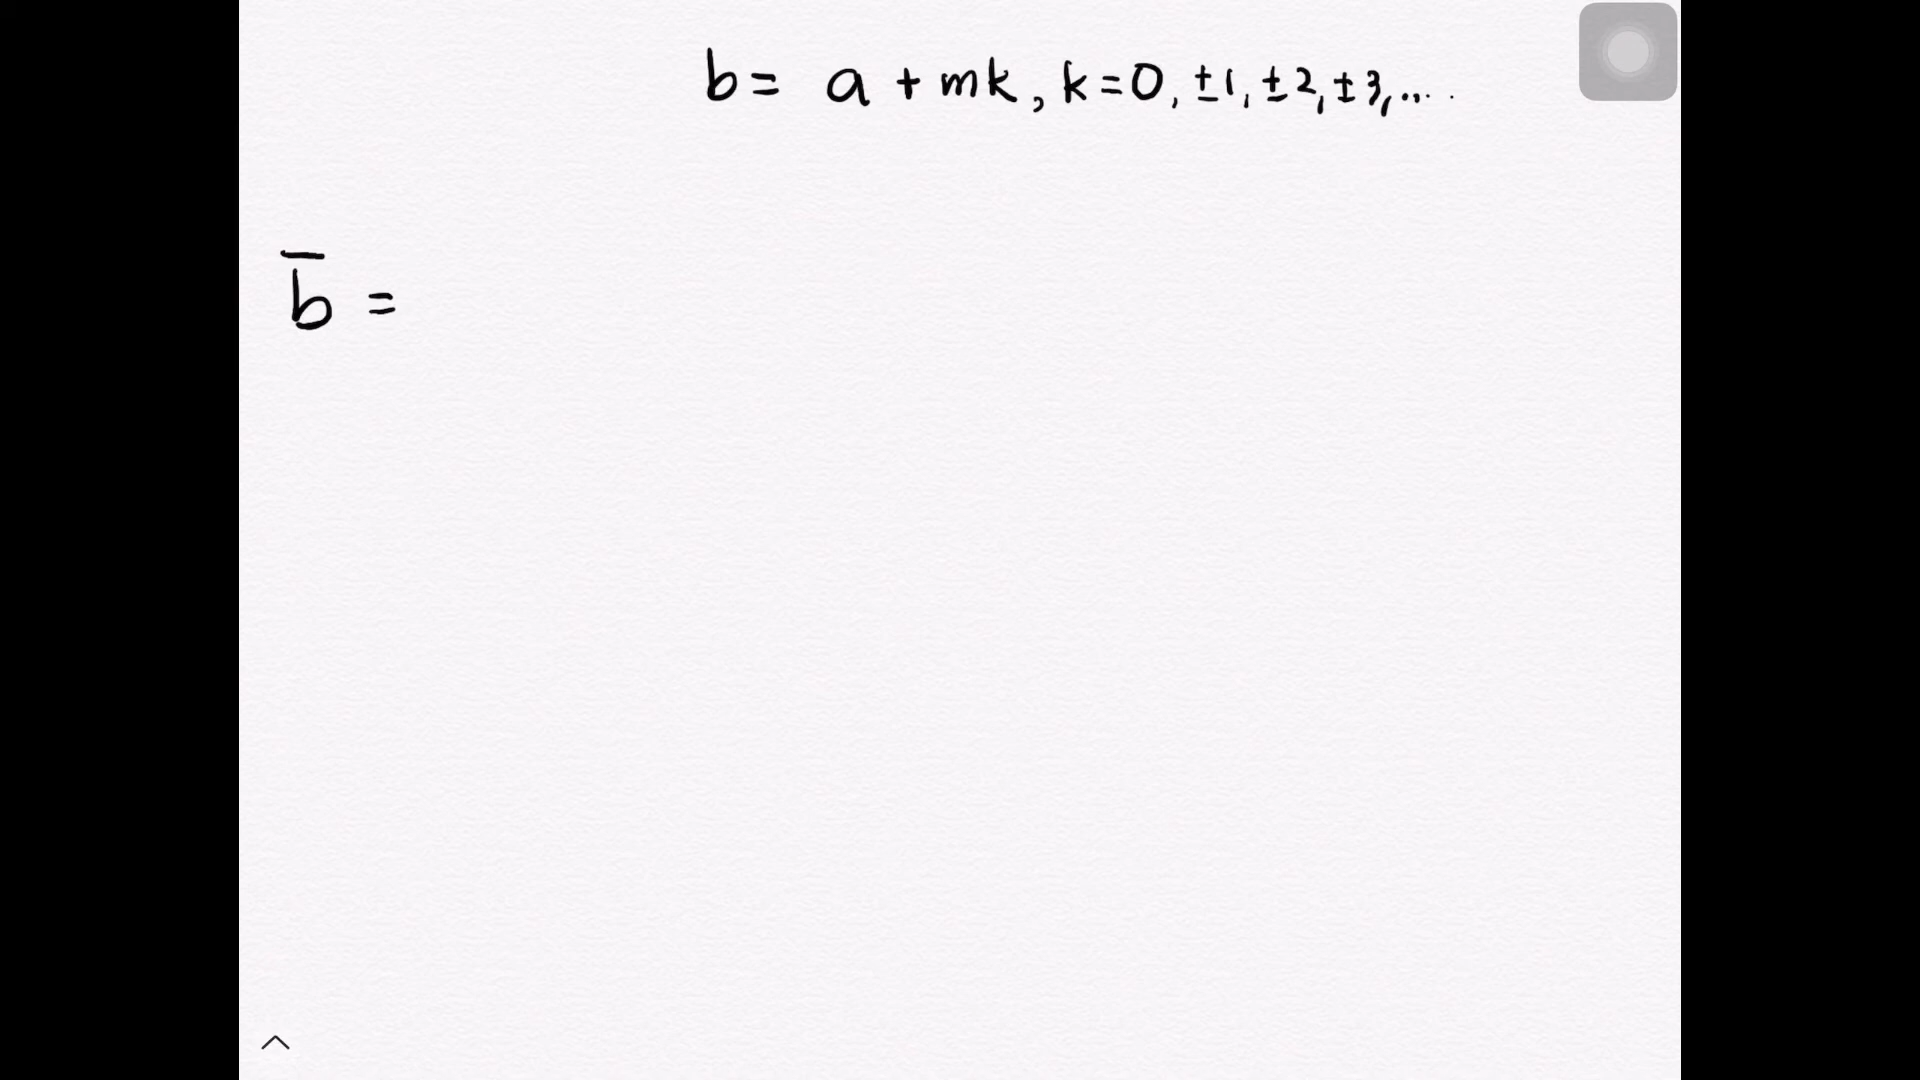 b = a + mk, k = 0, ±1, ±2, ±3, .....
b̅ =